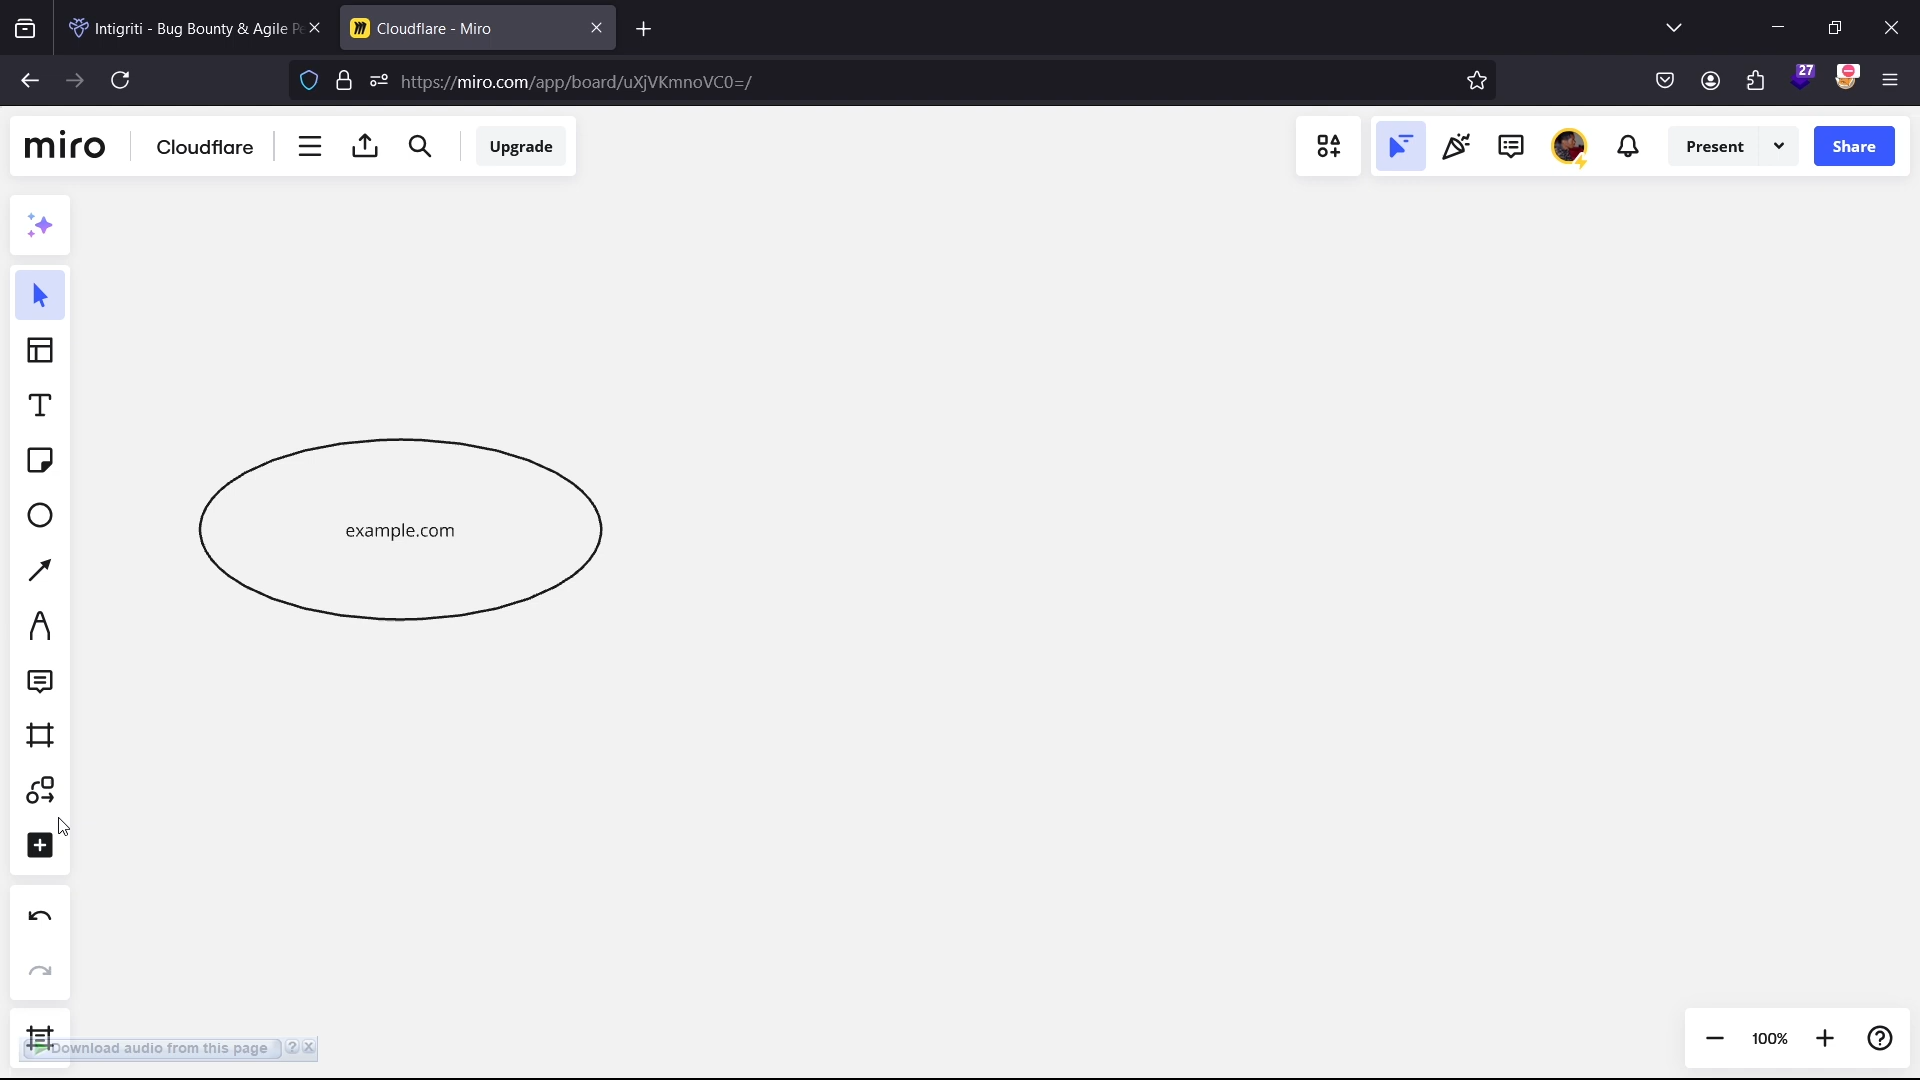 Intigriti - Bug Bounty & Agile Pe
Cloudflare - Miro
https://miro.com/app/board/uXjVKmnoVC0=/
27
miro
Cloudflare
Upgrade
Present
Share
example.com
Download audio from this page
100%